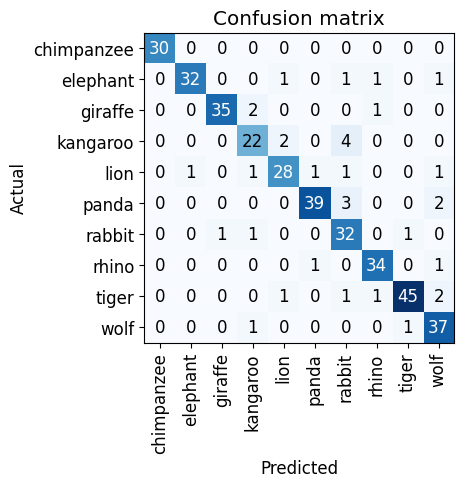 Confusion matrix
Actual
chimpanzee 30 0 0 0 0 0 0 0 0 0
elephant 0 32 0 0 1 0 1 1 0 1
giraffe 0 0 35 2 0 0 0 1 0 0
kangaroo 0 0 0 22 2 0 4 0 0 0
lion 0 1 0 1 28 1 1 0 0 1
panda 0 0 0 0 0 39 3 0 0 2
rabbit 0 0 1 1 0 0 32 0 1 0
rhino 0 0 0 0 0 1 0 34 0 1
tiger 0 0 0 0 1 0 1 1 45 2
wolf 0 0 0 1 0 0 0 0 1 37
chimpanzee elephant giraffe kangaroo lion panda rabbit rhino tiger wolf
Predicted